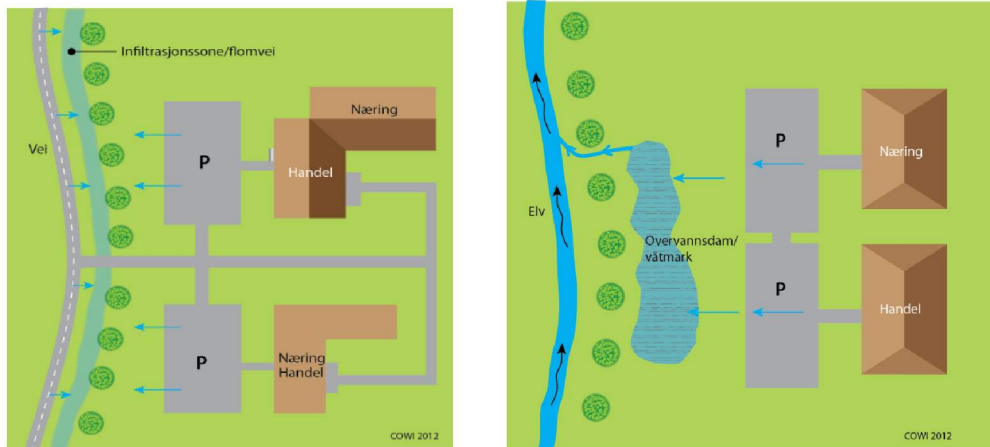 Infiltrasjonssone/flomvei
Næring
Vei
P
Handel
P
Næring
Handel
COWI 2012
P
Næring
Elv
Overvannsdam/
våtmark
P
Handel
COWI 2012